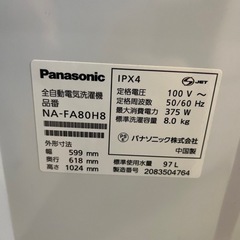 Panasonic
全自動電気洗濯機
品番
NA-FA80H8
外形寸法
幅 599 mm
奥行 618 mm
高さ 1024 mm
IPX4
JET
定格電圧 100 V～
定格周波数 50/60 Hz
最大消費電力 375 W
標準洗濯容量 8.0 kg
パナソニック株式会社
中国製
標準使用水量 97 L
製造番号 2083504764